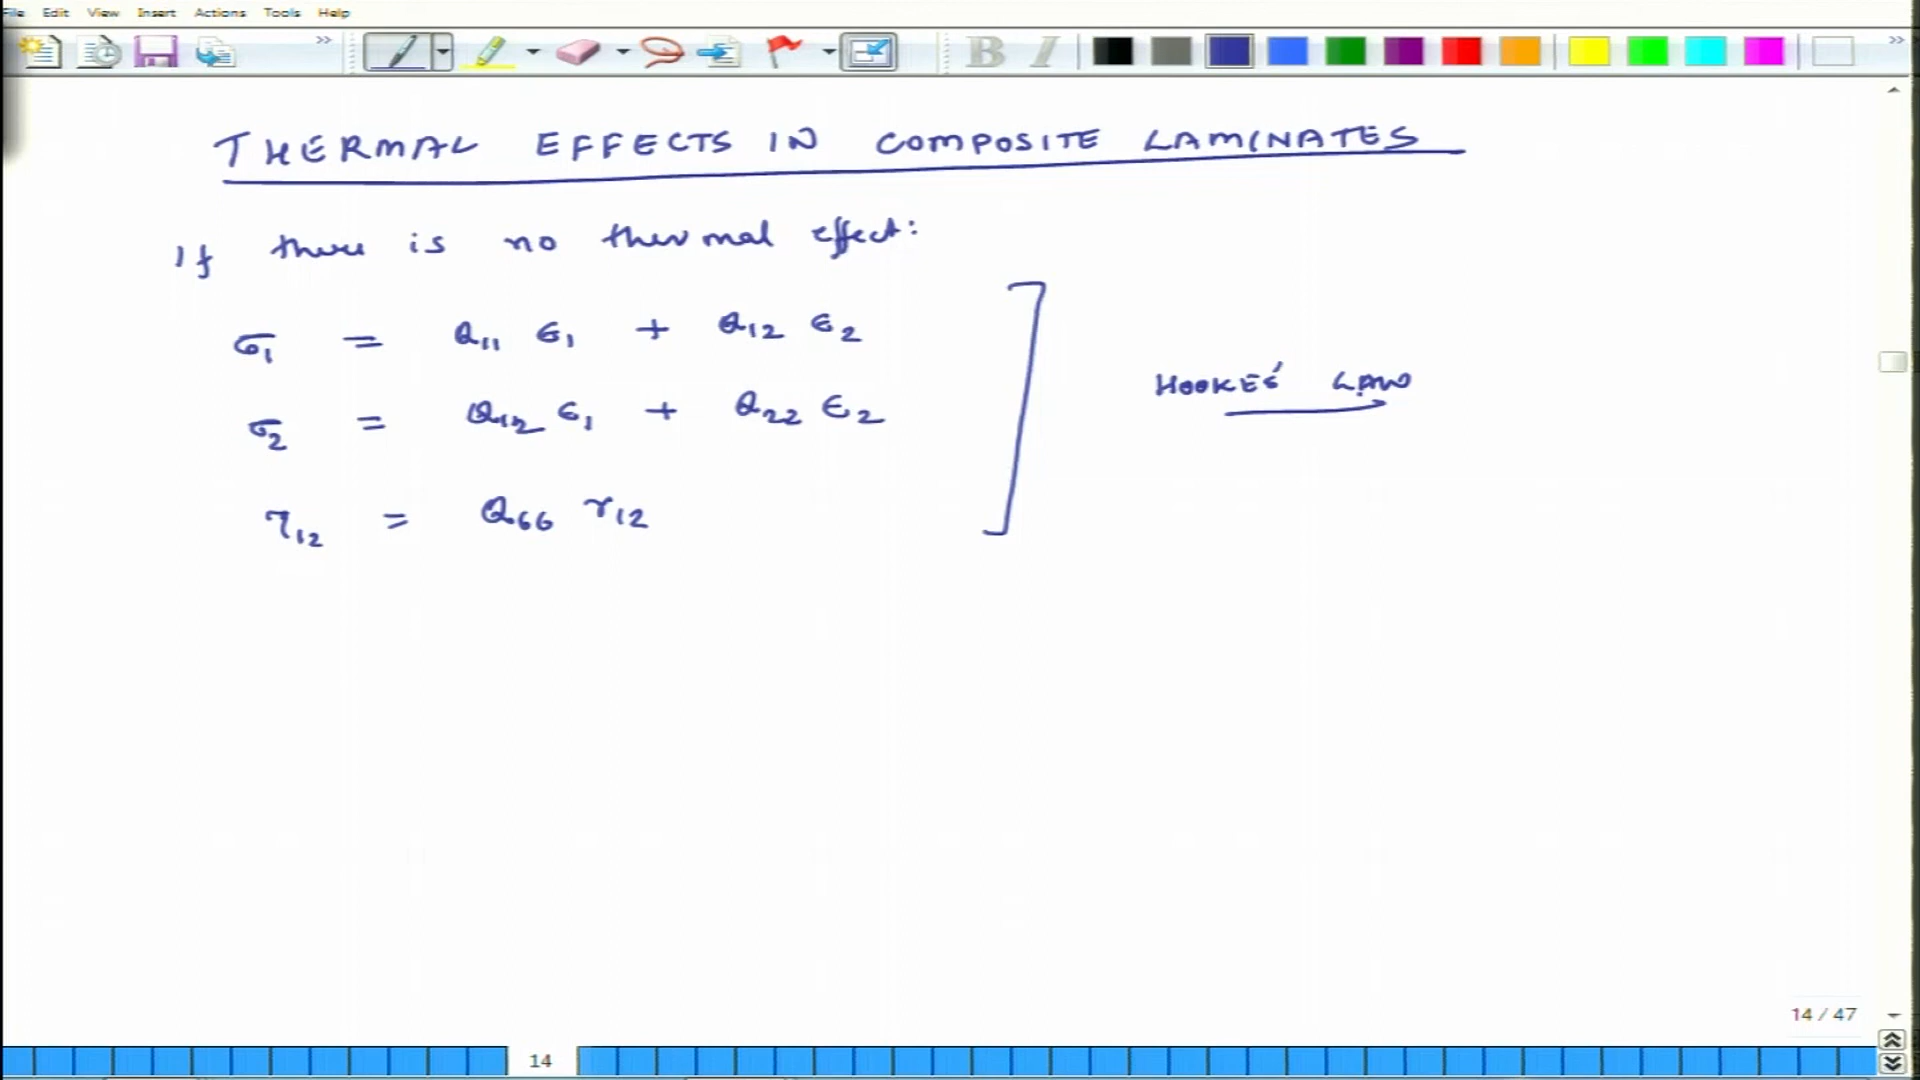 File Edit View Insert Actions Tools Help
B I
THERMAL EFFECTS IN COMPOSITE LAMINATES
If there is no thermal effect:
σ1 = Q11 ϵ1 + Q12 ϵ2
σ2 = Q12 ϵ1 + Q22 ϵ2
HOOKE'S LAW
τ12 = Q66 γ12
14 / 47
14